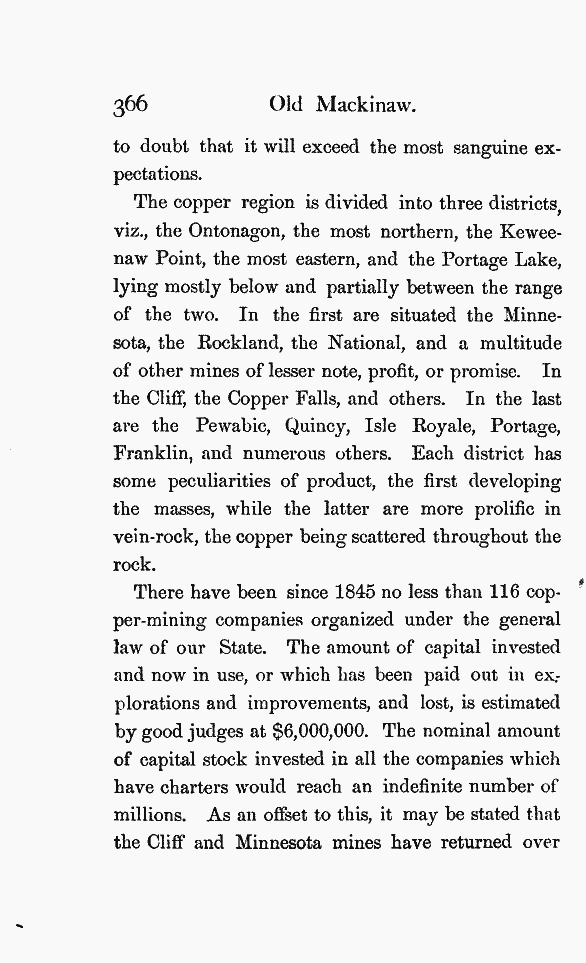 366 Old Mackinaw.
to doubt that it will exceed the most sanguine ex-
pectations.
The copper region is divided into three districts,
viz., the Ontonagon, the most northern, the Kewee-
naw Point, the most eastern, and the Portage Lake,
lying mostly below and partially between the range
of the two. In the first are situated the Minne-
sota, the Rockland, the National, and a multitude
of other mines of lesser note, profit, or promise. In
the Cliff, the Copper Falls, and others. In the last
are the Pewabic, Quincy, Isle Royale, Portage,
Franklin, and numerous others. Each district has
some peculiarities of product, the first developing
the masses, while the latter are more prolific in
vein-rock, the copper being scattered throughout the
rock.
There have been since 1845 no less than 116 cop-
per-mining companies organized under the general
law of our State. The amount of capital invested
and now in use, or which has been paid out in ex-
plorations and improvements, and lost, is estimated
by good judges at $6,000,000. The nominal amount
of capital stock invested in all the companies which
have charters would reach an indefinite number of
millions. As an offset to this, it may be stated that
the Cliff and Minnesota mines have returned over